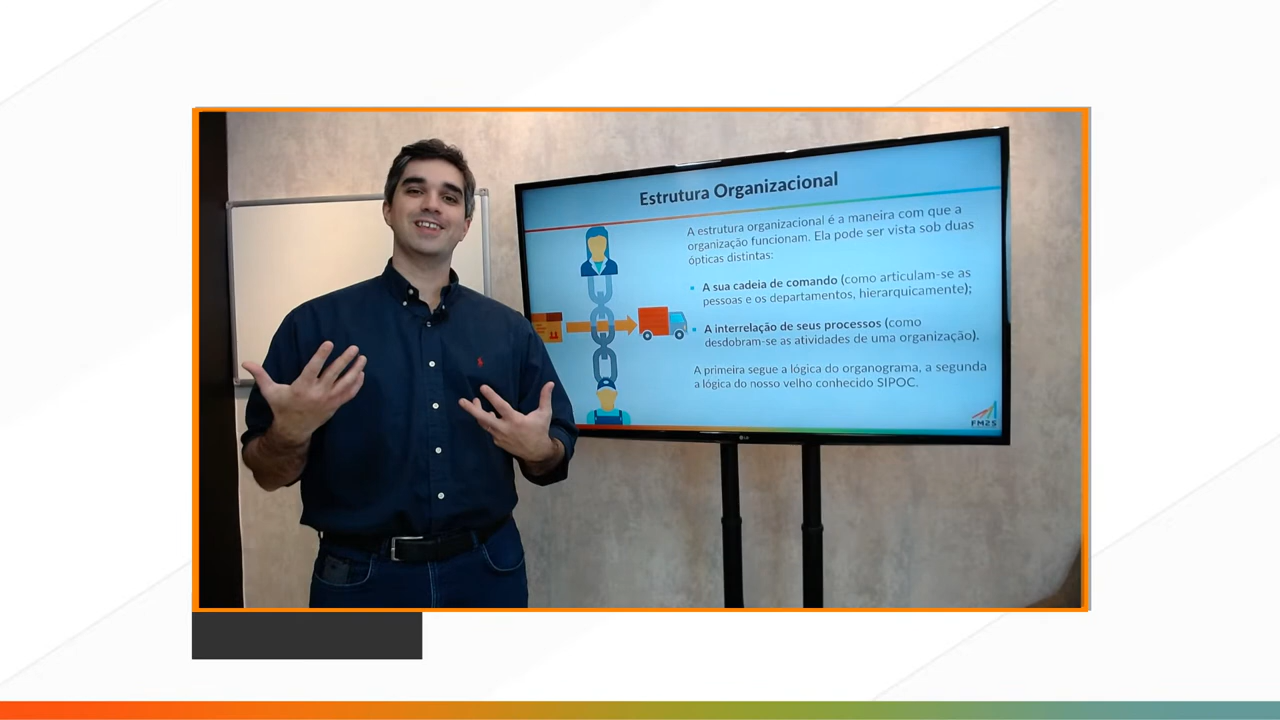 Estrutura Organizacional
A estrutura organizacional é a maneira com que a
organização funcionam. Ela pode ser vista sob duas
ópticas distintas:
• A sua cadeia de comando (como articulam-se as
pessoas e os departamentos, hierarquicamente);
• A interrelação de seus processos (como
desdobram-se as atividades de uma organização).
A primeira segue a lógica do organograma, a segunda
a lógica do nosso velho conhecido SIPOC.
FM2S
LG